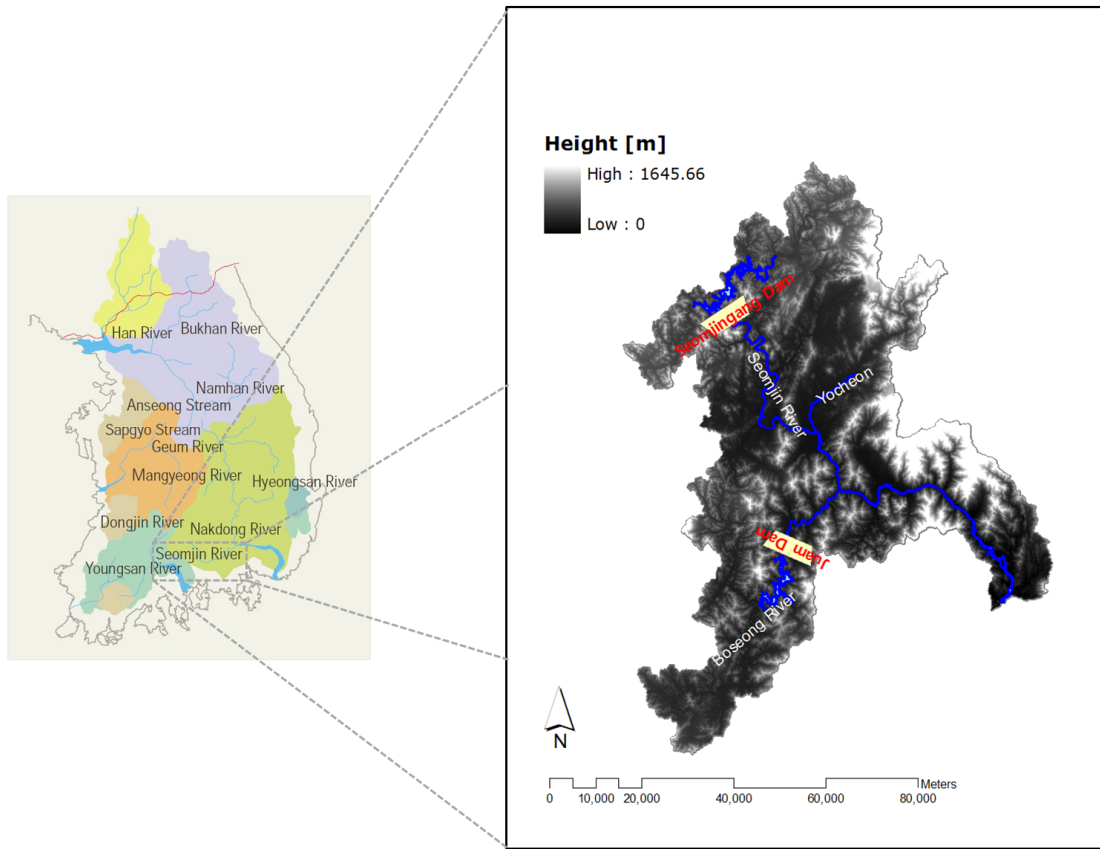 Han River
Bukhan River
Namhan River
Anseong Stream
Sapgyo Stream
Geum River
Mangyeong River
Hyeongsan River
Dongjin River
Nakdong River
Seomjin River
Youngsan River
Height [m]
High : 1645.66
Low : 0
Seomjingang Dam
Seomjin River
Yocheon
Juam Dam
Boseong River
N
0 10,000 20,000 40,000 60,000 80,000 Meters